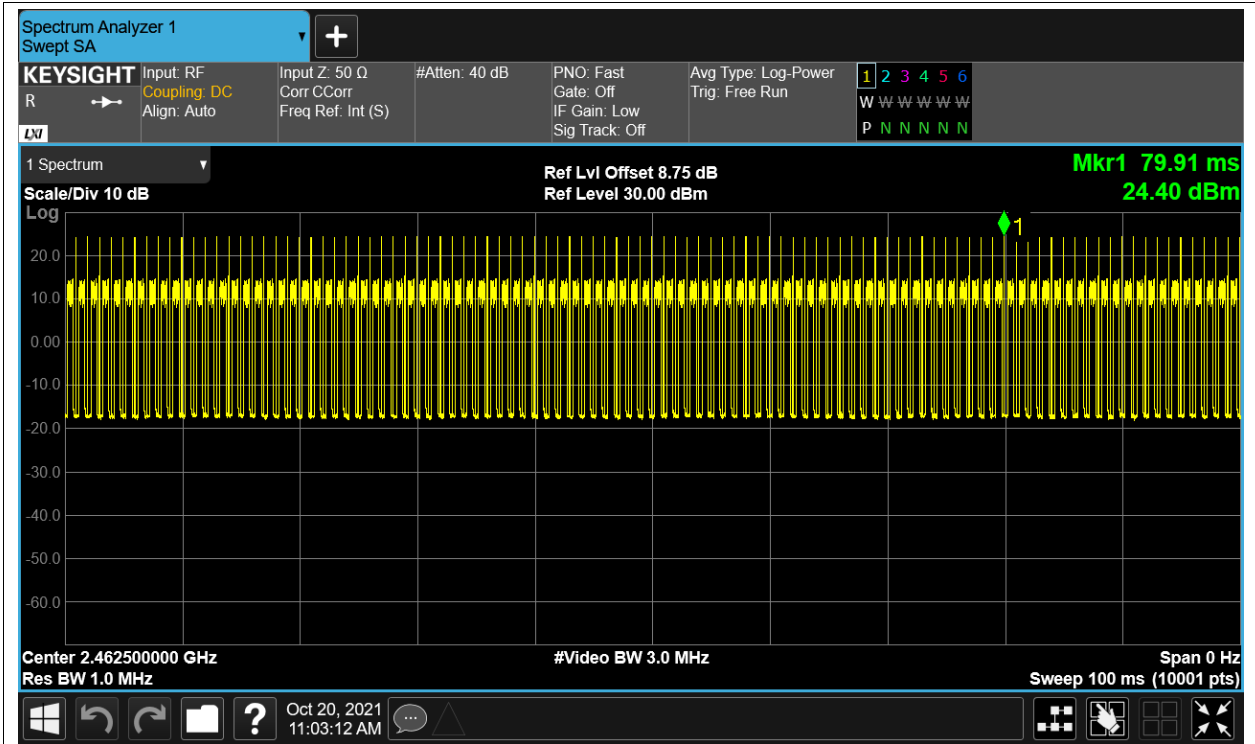 Spectrum Analyzer 1
Swept SA
KEYSIGHT
R
LXI
Input: RF
Coupling: DC
Align: Auto
Input Z: 50 Ω
Corr CCorr
Freq Ref: Int (S)
#Atten: 40 dB
PNO: Fast
Gate: Off
IF Gain: Low
Sig Track: Off
Avg Type: Log-Power
Trig: Free Run
1 2 3 4 5 6
W W W W W W
P N N N N N
1 Spectrum
Scale/Div 10 dB
Log
Ref Lvl Offset 8.75 dB
Ref Level 30.00 dBm
Mkr1 79.91 ms
24.40 dBm
1
20.0
10.0
0.00
-10.0
-20.0
-30.0
-40.0
-50.0
-60.0
Center 2.462500000 GHz
Res BW 1.0 MHz
#Video BW 3.0 MHz
Span 0 Hz
Sweep 100 ms (10001 pts)
?
Oct 20, 2021
11:03:12 AM